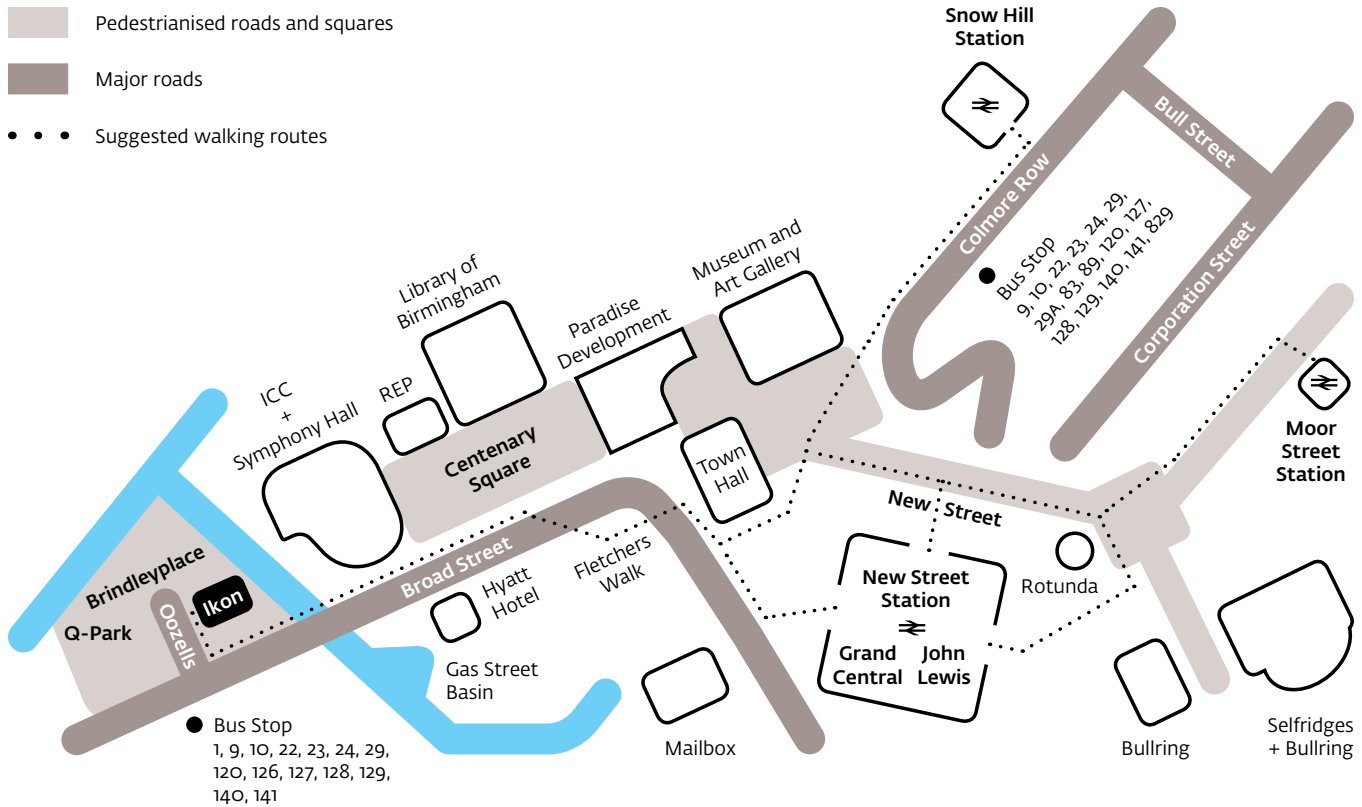 Pedestrianised roads and squares
Major roads
Suggested walking routes
Snow Hill
Station
Bull Street
Colmore Row
Bus Stop
9, 10, 22, 23, 24, 29,
29A, 83, 89, 120, 127,
128, 129, 140, 141, 829
Corporation Street
Museum and
Art Gallery
Library of
Birmingham
Paradise
Development
ICC
+
Symphony Hall
REP
Centenary
Square
Town
Hall
Moor
Street
Station
New Street
Brindleyplace
Ikon
Q-Park
Oozells
Broad Street
Hyatt
Hotel
Fletchers
Walk
New Street
Station
Grand
Central
John
Lewis
Rotunda
Gas Street
Basin
Mailbox
Bullring
Selfridges
+ Bullring
Bus Stop
1, 9, 10, 22, 23, 24, 29,
120, 126, 127, 128, 129,
140, 141